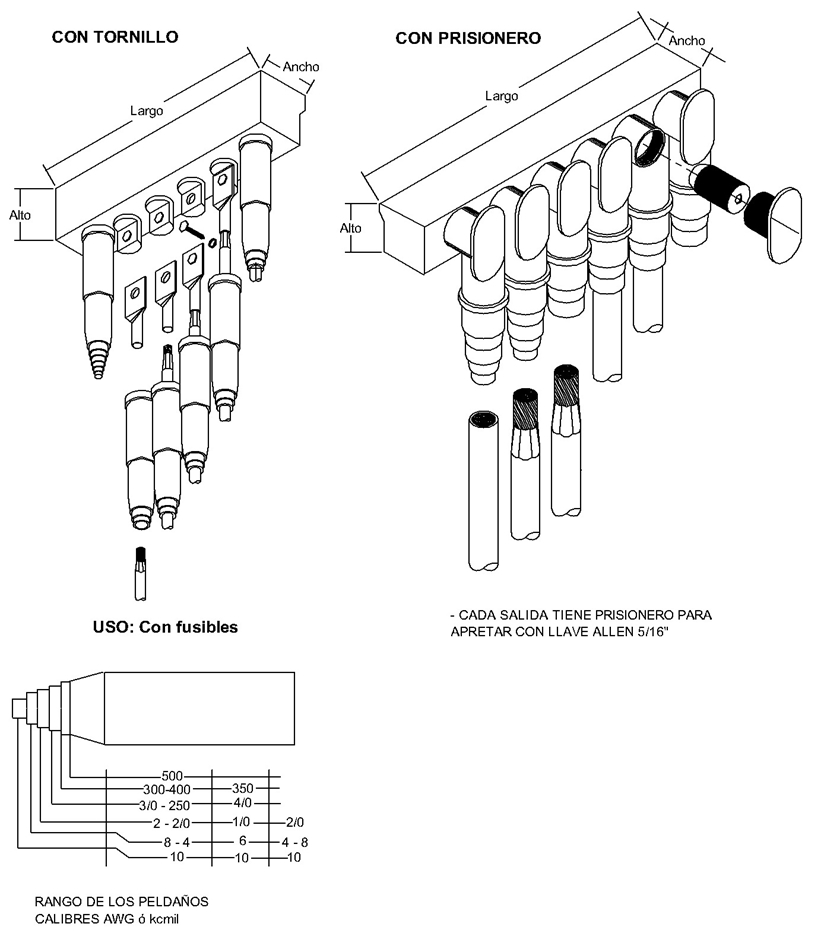 CON TORNILLO
Ancho
Largo
Alto
CON PRISIONERO
Ancho
Largo
Alto
USO: Con fusibles
- CADA SALIDA TIENE PRISIONERO PARA
APRETAR CON LLAVE ALLEN 5/16"
500
300-400 350
3/0 - 250 4/0
2 - 2/0 1/0 2/0
8 - 4 6 4 - 8
10 10 10
RANGO DE LOS PELDAÑOS
CALIBRES AWG ó kcmil